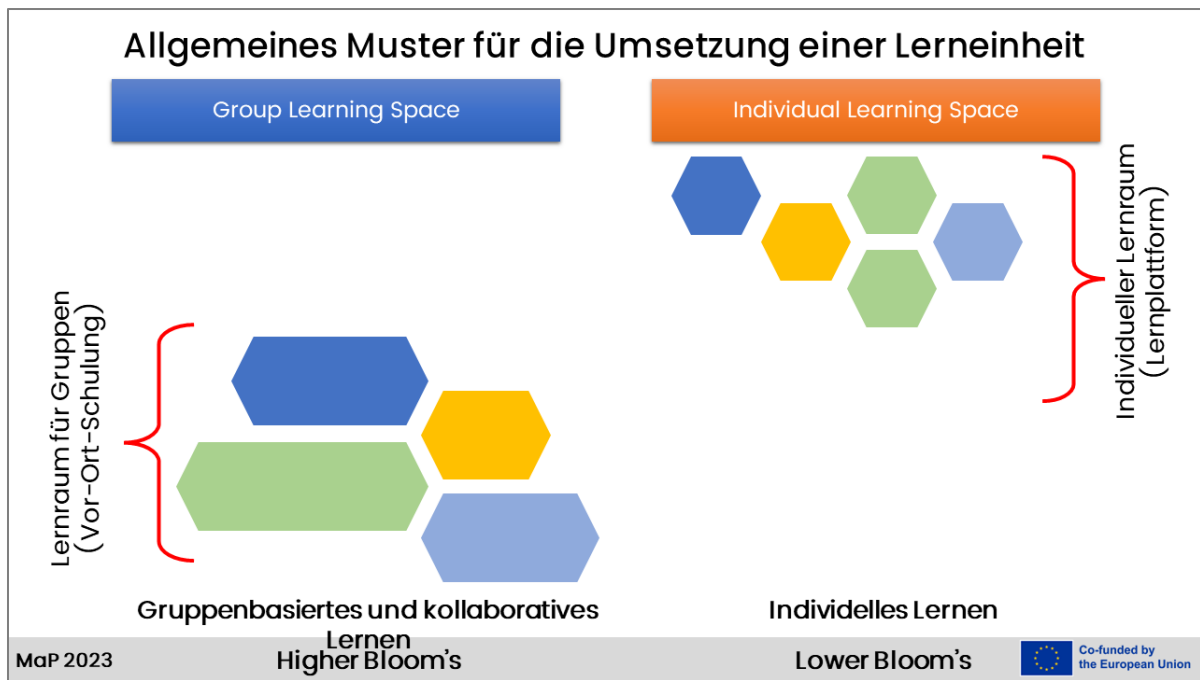 Allgemeines Muster für die Umsetzung einer Lerneinheit
Group Learning Space
Individual Learning Space
Individueller Lernraum
(Lernplattform)
Lernraum für Gruppen
(Vor-Ort-Schulung)
Gruppenbasiertes und kollaboratives
Lernen
Individelles Lernen
MaP 2023
Higher Bloom's
Lower Bloom's
Co-funded by
the European Union